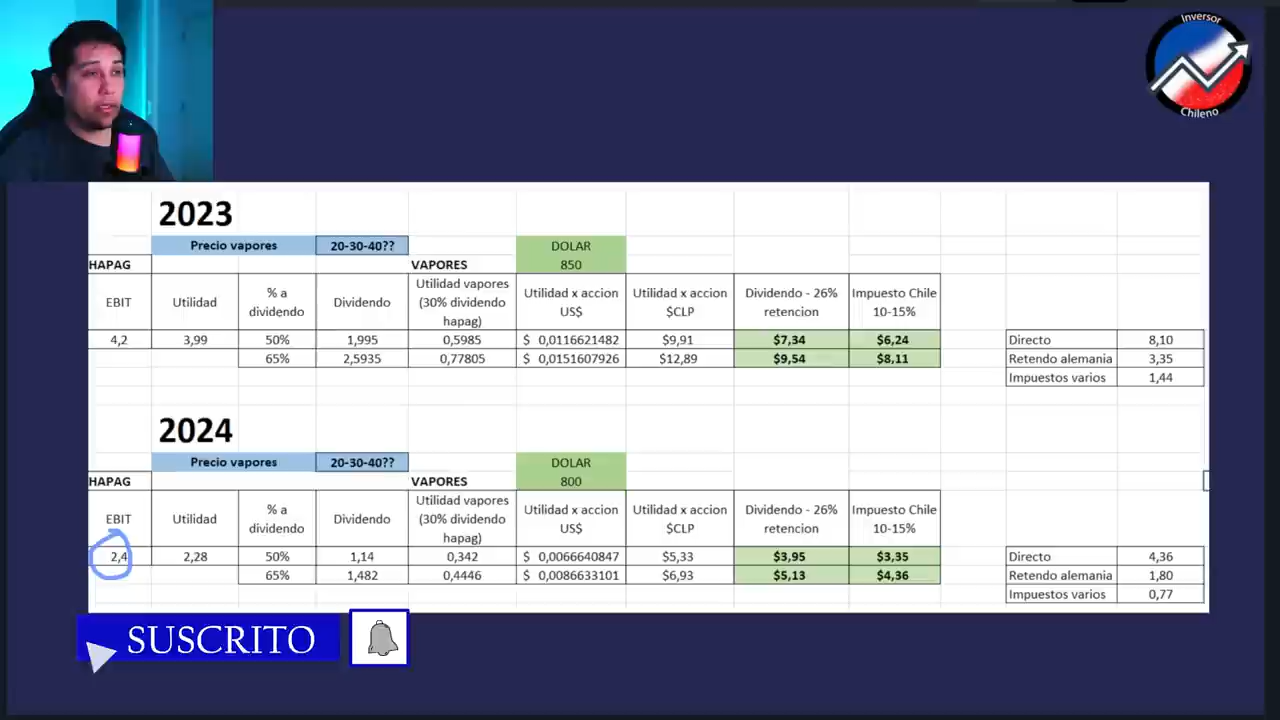 Inversor
Chileno
2023
Precio vapores 20-30-40?? DOLAR
HAPAG VAPORES 850
EBIT Utilidad % a dividendo Dividendo Utilidad vapores (30% dividendo hapag) Utilidad x accion US$ Utilidad x accion $CLP Dividendo - 26% retencion Impuesto Chile 10-15%
4,2 3,99 50% 1,995 0,5985 $ 0,0116621482 $9,91 $7,34 $6,24 Directo 8,10
65% 2,5935 0,77805 $ 0,0151607926 $12,89 $9,54 $8,11 Retendo alemania 3,35
Impuestos varios 1,44
2024
Precio vapores 20-30-40?? DOLAR
HAPAG VAPORES 800
EBIT Utilidad % a dividendo Dividendo Utilidad vapores (30% dividendo hapag) Utilidad x accion US$ Utilidad x accion $CLP Dividendo - 26% retencion Impuesto Chile 10-15%
2,4 2,28 50% 1,14 0,342 $ 0,0066640847 $5,33 $3,95 $3,35 Directo 4,36
65% 1,482 0,4446 $ 0,0086633101 $6,93 $5,13 $4,36 Retendo alemania 1,80
Impuestos varios 0,77
SUSCRITO